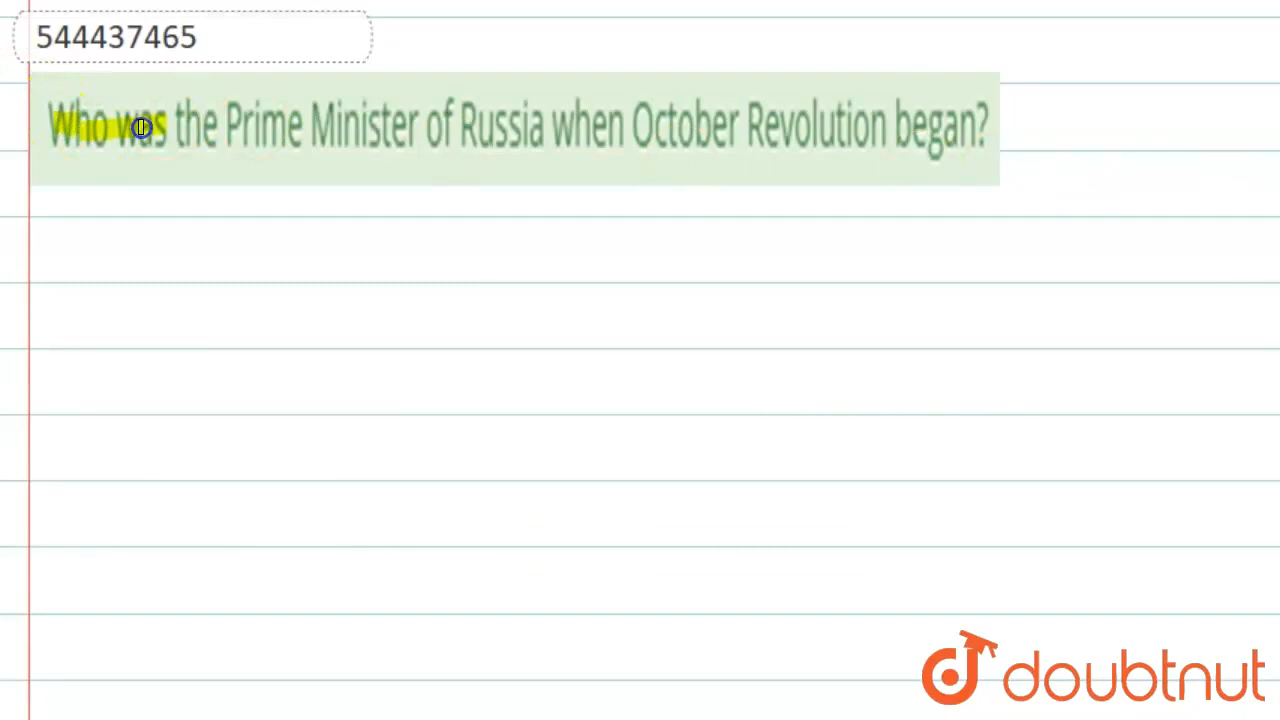 544437465
Who was the Prime Minister of Russia when October Revolution began?
doubtnut